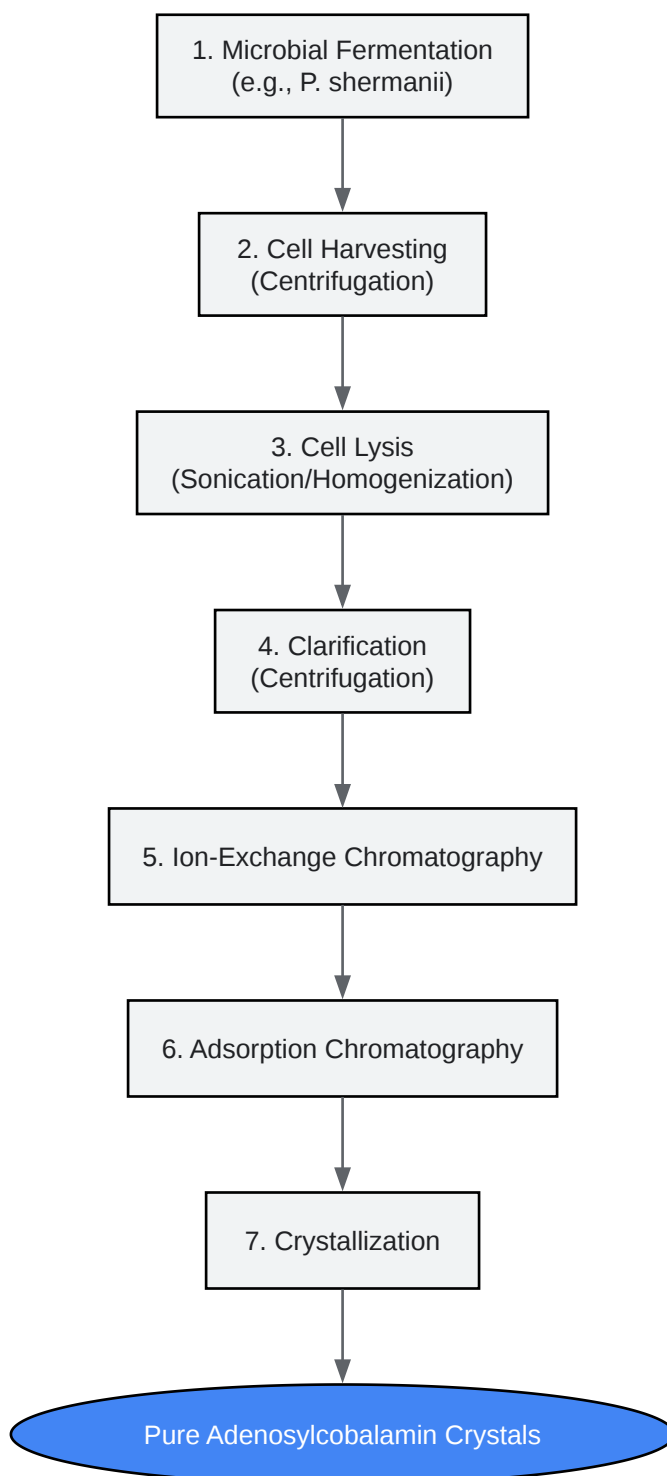 1. Microbial Fermentation
(e.g., P. shermanii)
2. Cell Harvesting
(Centrifugation)
3. Cell Lysis
(Sonication/Homogenization)
4. Clarification
(Centrifugation)
5. Ion-Exchange Chromatography
6. Adsorption Chromatography
7. Crystallization
Pure Adenosylcobalamin Crystals